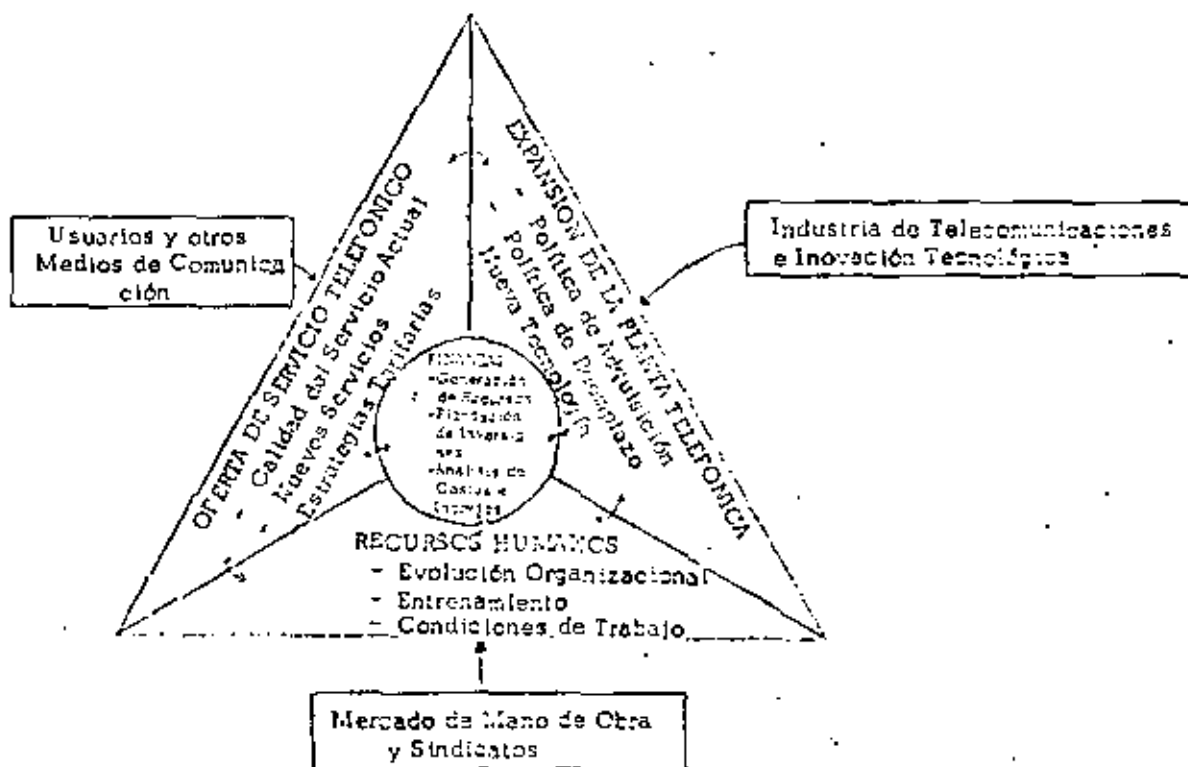 Usuarios y otros
Medios de Comunica
ción
OFERTA DE SERVICIO TELEFONICO
- Calidad del Servicio Actual
- Nuevos Servicios
- Estrategias Tarifarias
EXPANSION DE LA PLANTA TELEFONICA
- Política de Adquisición
- Política de Reemplazo
Nueva Tecnología
Industria de Telecomunicaciones
e Inovación Tecnológica
FINANZAS
-Generación
de Recursos
de Inversio
nes
-Análisis de
Costos e
Ingresos
RECURSOS HUMANOS
- Evolución Organizacional
- Entrenamiento
- Condiciones de Trabajo
Mercado de Mano de Obra
y Sindicatos